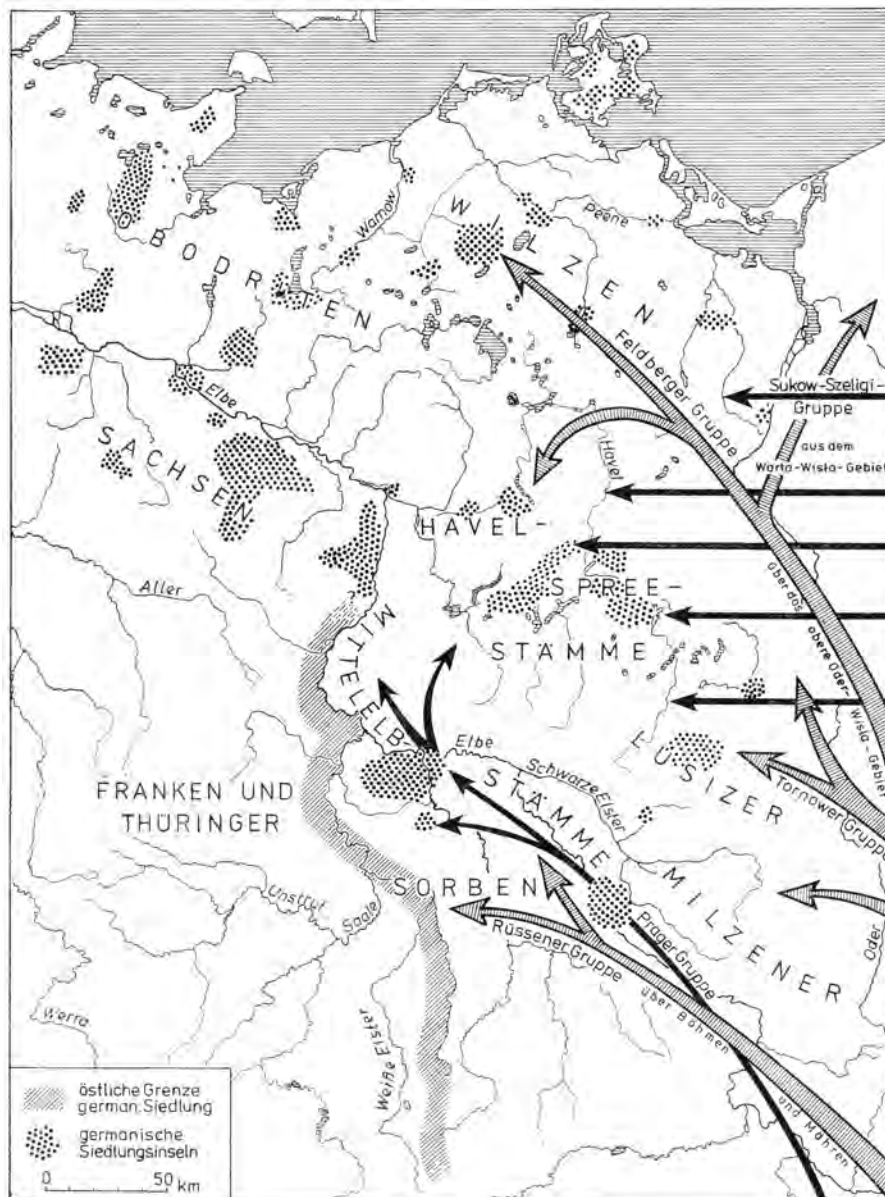 OBODRITEN
Warnow
WILZEN
Peene
Feldberger Gruppe
Sukow-Szeligi-
Gruppe
aus dem
Warta-Wisła-Gebiet
Elbe
SACHSEN
Havel
HAVEL-
SPREE-
STÄMME
über das obere Oder-Wisła-Gebiet
Aller
?
MITTELELB-
STÄMME
Elbe
Schwarze Elster
LUSIZER
Tornower Gruppe
FRANKEN UND
THÜRINGER
MILZENER
SORBEN
Unstrut
Saale
Prager Gruppe
Rüssener Gruppe
über Böhmen
und Mähren
Oder
Werra
Weiße Elster
östliche Grenze
german. Siedlung
germanische
Siedlungsinseln
0 50
km